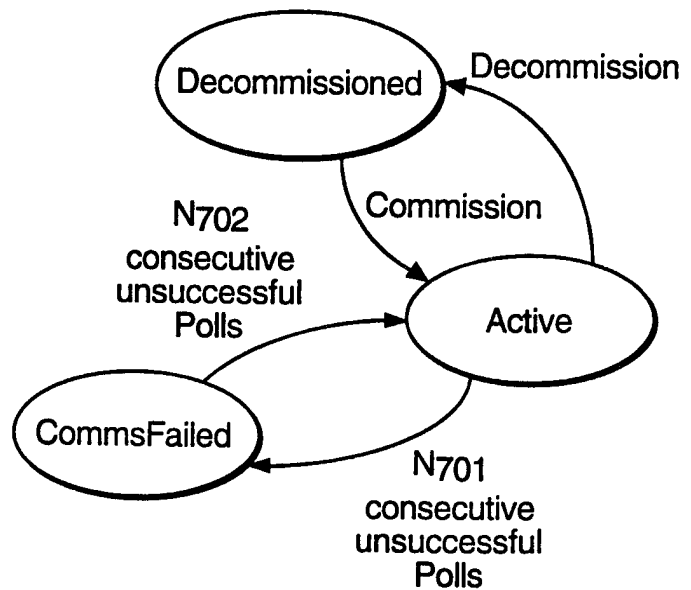 Decommissioned
Decommission
Commission
N702
consecutive
unsuccessful
Polls
Active
CommsFailed
N701
consecutive
unsuccessful
Polls